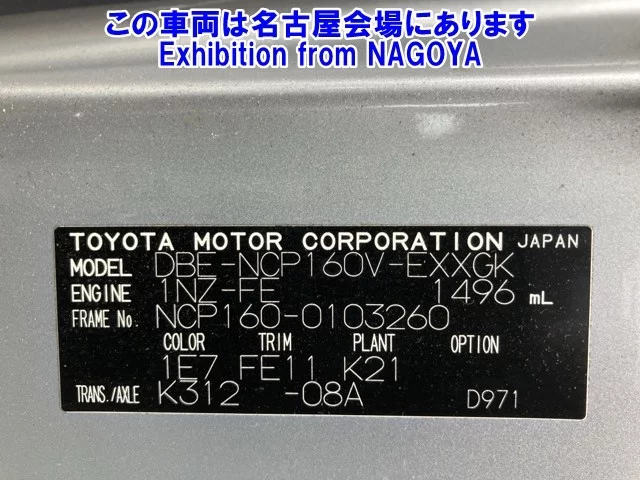 この車両は名古屋会場にあります
Exhibition from NAGOYA
TOYOTA MOTOR CORPORATION JAPAN
MODEL DBE-NCP160V-EXXGK
ENGINE 1NZ-FE 1496 mL
FRAME No. NCP160-0103260
COLOR TRIM PLANT OPTION
1E7 FE11 K21
TRANS./AXLE K312 -08A D971